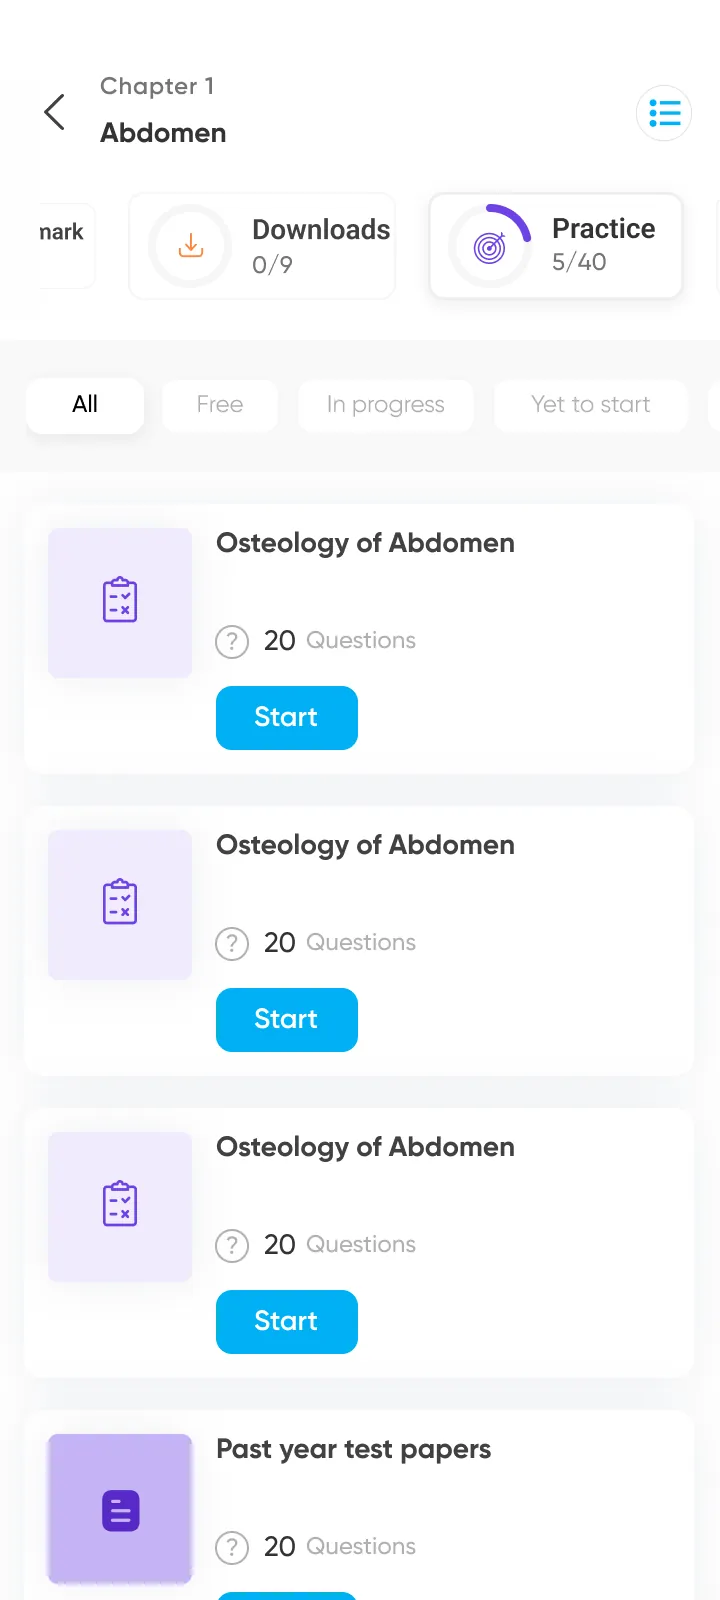 Chapter 1
Abdomen
mark
Downloads
0/9
Practice
5/40
All
Free
In progress
Yet to start
Osteology of Abdomen
? 20 Questions
Start
Osteology of Abdomen
? 20 Questions
Start
Osteology of Abdomen
? 20 Questions
Start
Past year test papers
? 20 Questions